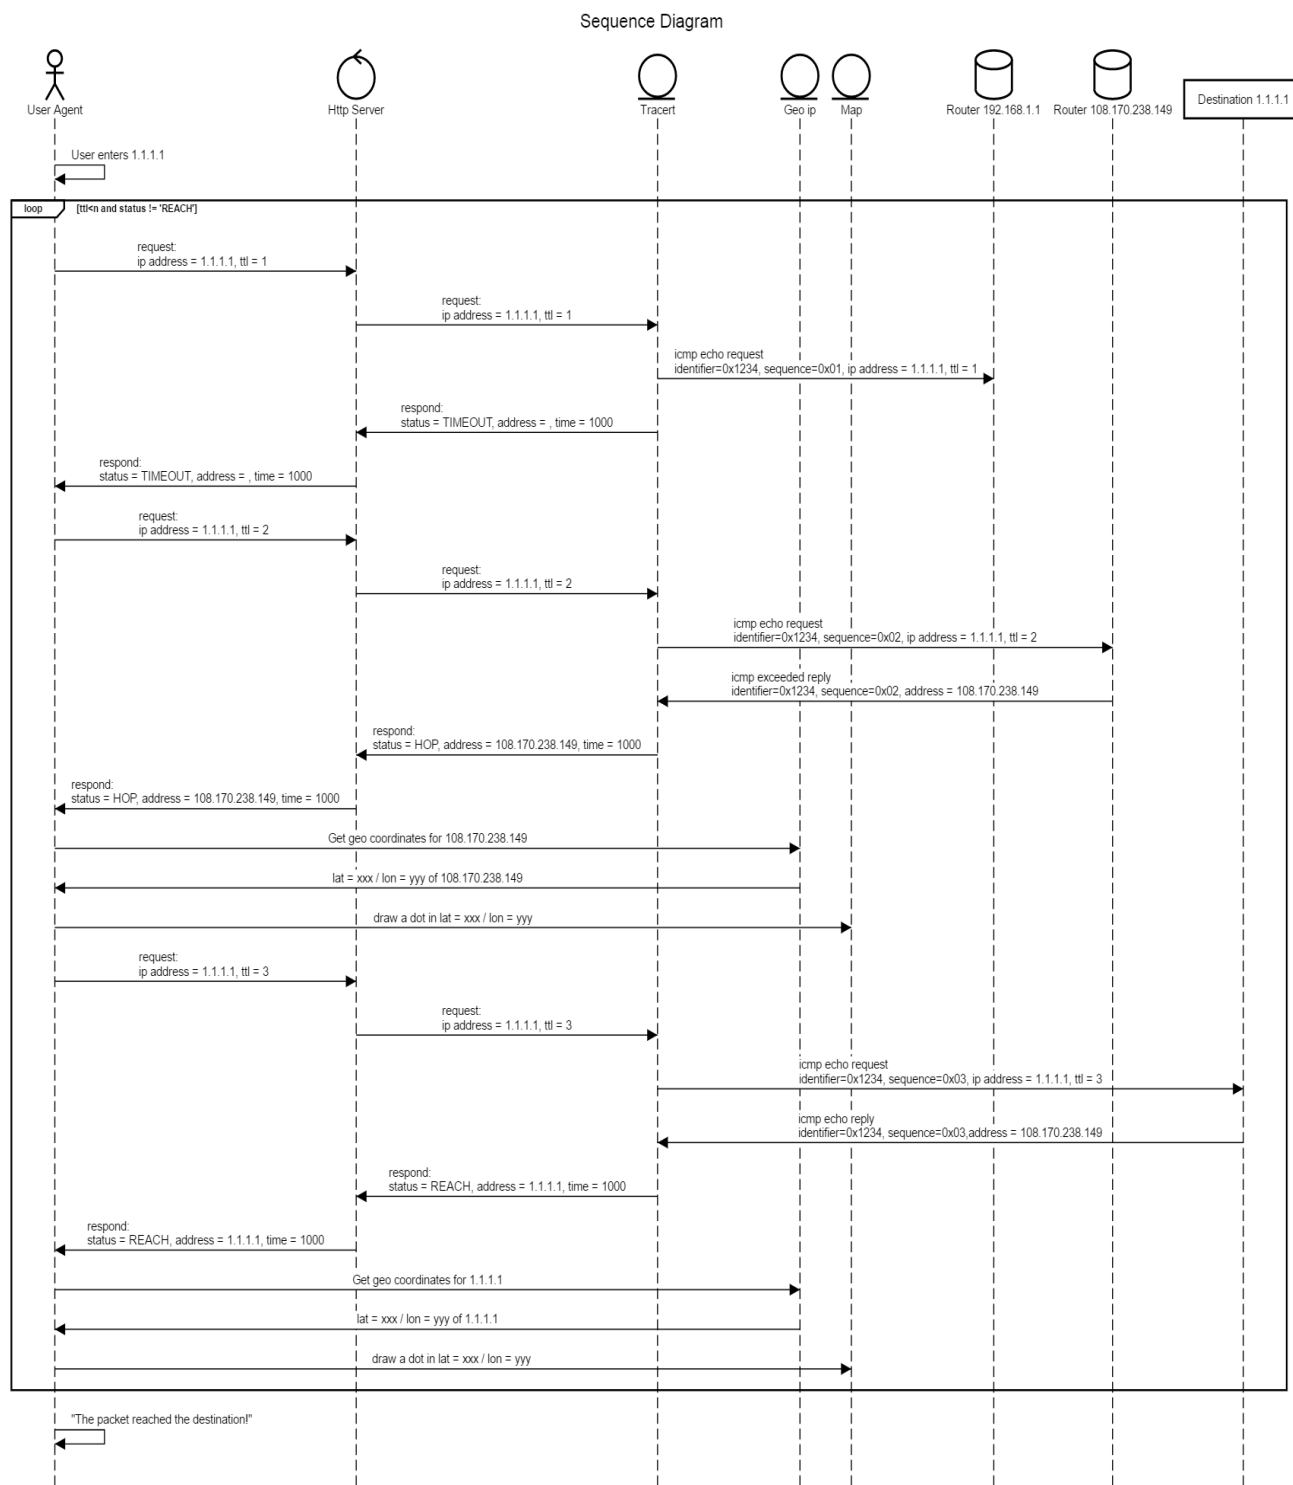 Sequence Diagram
User Agent
Http Server
Tracert
Geo ip
Map
Router 192.168.1.1
Router 108.170.238.149
Destination 1.1.1.1
User enters 1.1.1.1
loop
[ttl<n and status != 'REACH']
request:
ip address = 1.1.1.1, ttl = 1
request:
ip address = 1.1.1.1, ttl = 1
icmp echo request
identifier=0x1234, sequence=0x01, ip address = 1.1.1.1, ttl = 1
respond:
status = TIMEOUT, address = , time = 1000
respond:
status = TIMEOUT, address = , time = 1000
request:
ip address = 1.1.1.1, ttl = 2
request:
ip address = 1.1.1.1, ttl = 2
icmp echo request
identifier=0x1234, sequence=0x02, ip address = 1.1.1.1, ttl = 2
icmp exceeded reply
identifier=0x1234, sequence=0x02, address = 108.170.238.149
respond:
status = HOP, address = 108.170.238.149, time = 1000
respond:
status = HOP, address = 108.170.238.149, time = 1000
Get geo coordinates for 108.170.238.149
lat = xxx / lon = yyy of 108.170.238.149
draw a dot in lat = xxx / lon = yyy
request:
ip address = 1.1.1.1, ttl = 3
request:
ip address = 1.1.1.1, ttl = 3
icmp echo request
identifier=0x1234, sequence=0x03, ip address = 1.1.1.1, ttl = 3
icmp echo reply
identifier=0x1234, sequence=0x03,address = 108.170.238.149
respond:
status = REACH, address = 1.1.1.1, time = 1000
respond:
status = REACH, address = 1.1.1.1, time = 1000
Get geo coordinates for 1.1.1.1
lat = xxx / lon = yyy of 1.1.1.1
draw a dot in lat = xxx / lon = yyy
"The packet reached the destination!"